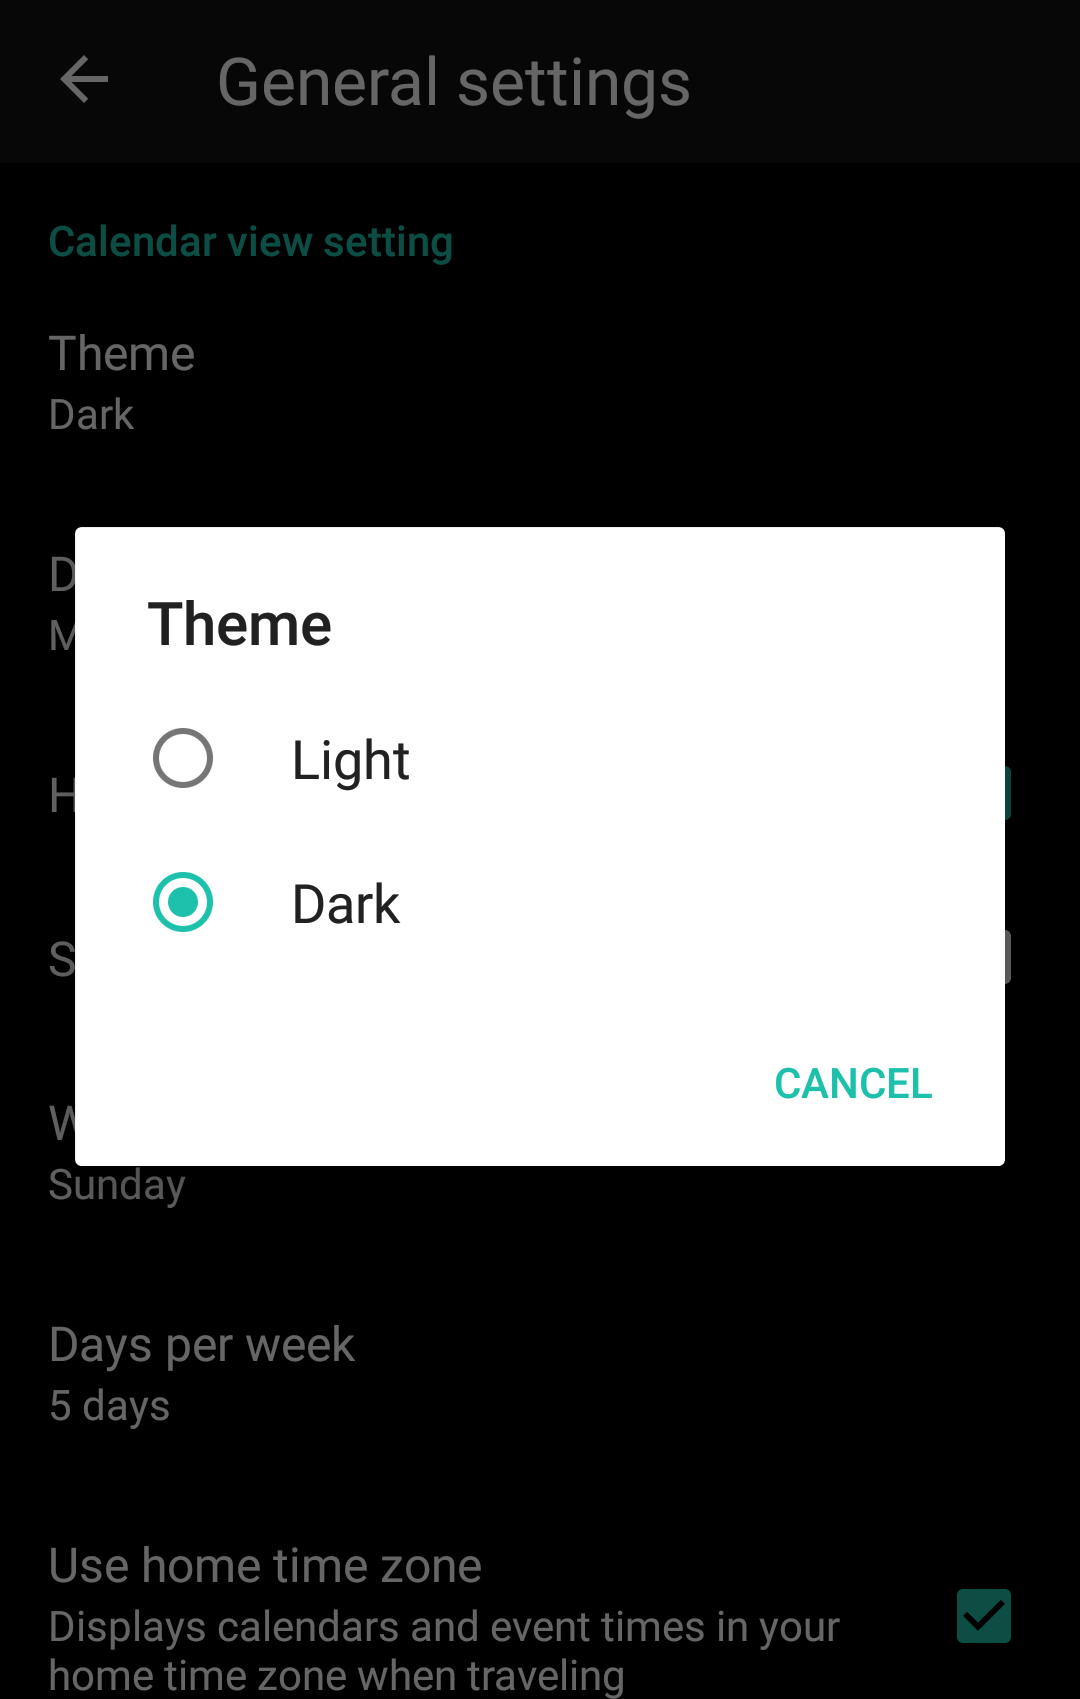 General settings
Calendar view setting
Theme
Dark
Theme
Light
Dark
CANCEL
Sunday
Days per week
5 days
Use home time zone
Displays calendars and event times in your
home time zone when traveling